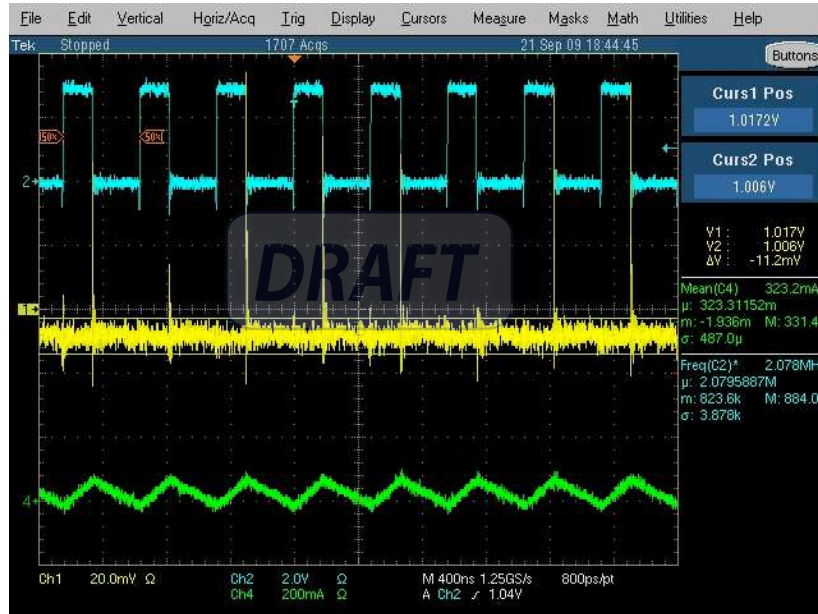 File Edit Vertical Horiz/Acq Trig Display Cursors Measure Masks Math Utilities Help
Tek Stopped 1707 Acqs 21 Sep 09 18:44:45
Buttons
Curs1 Pos
1.0172V
Curs2 Pos
1.006V
50%
50%
2
V1 : 1.017V
V2 : 1.006V
ΔV : -11.2mV
DRAFT
Mean(C4) 323.2mA
µ: 323.31152m
m: -1.936m M: 331.4
σ: 487.0µ
1
Freq(C2)* 2.078MH
µ: 2.0795887M
m: 823.6k M: 884.0
σ: 3.878k
4
Ch1 20.0mV Ω Ch2 2.0V Ω M 400ns 1.25GS/s 800ps/pt
Ch4 200mA Ω A Ch2 1.04V